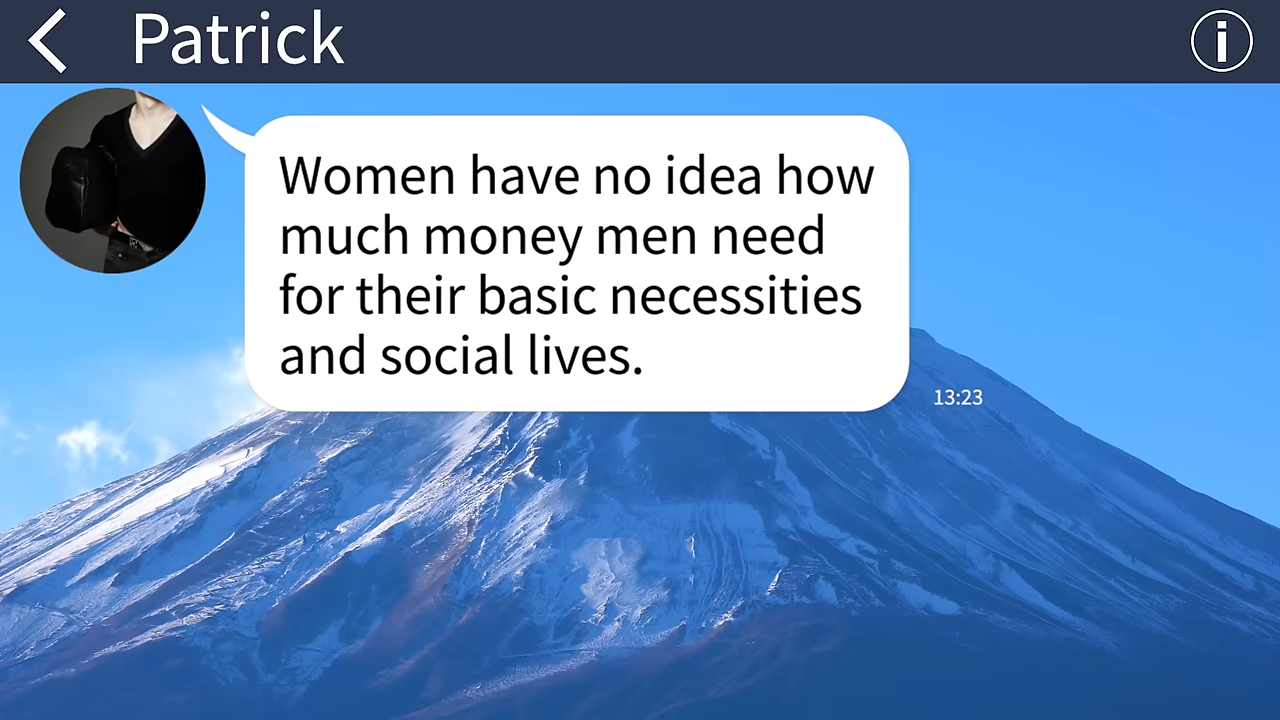 Patrick
Women have no idea how
much money men need
for their basic necessities
and social lives.
13:23